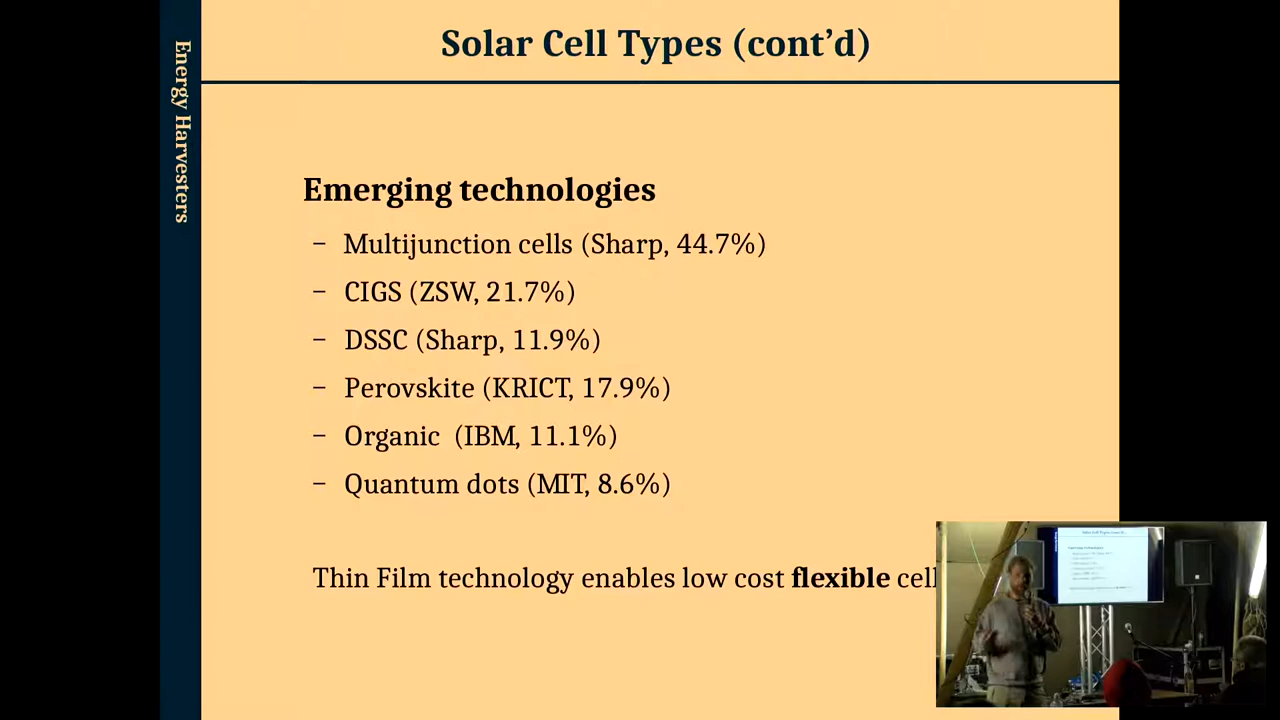 Solar Cell Types (cont’d)
Energy Harvesters
Emerging technologies
– Multijunction cells (Sharp, 44.7%)
– CIGS (ZSW, 21.7%)
– DSSC (Sharp, 11.9%)
– Perovskite (KRICT, 17.9%)
– Organic  (IBM, 11.1%)
– Quantum dots (MIT, 8.6%)
Thin Film technology enables low cost flexible